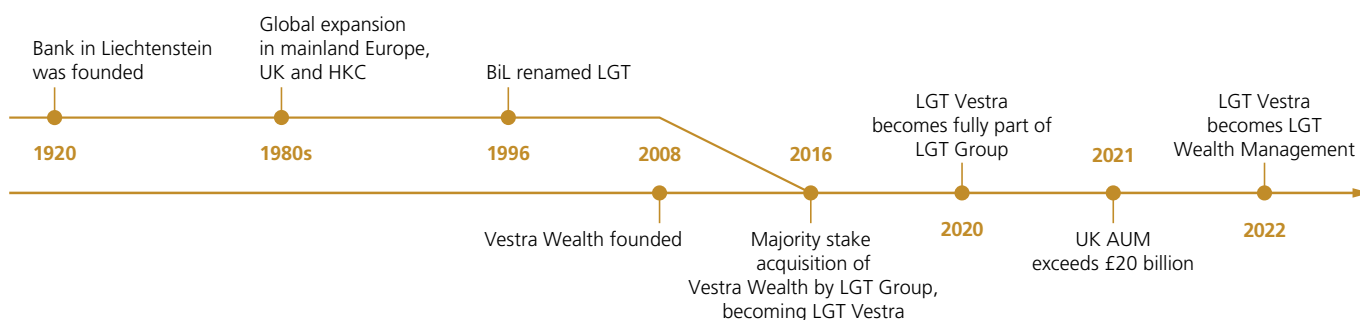 Bank in Liechtenstein
was founded
1920
Global expansion
in mainland Europe,
UK and HKC
1980s
BiL renamed LGT
1996
2008
Vestra Wealth founded
2016
Majority stake
acquisition of
Vestra Wealth by LGT Group,
becoming LGT Vestra
LGT Vestra
becomes fully part of
LGT Group
2020
2021
UK AUM
exceeds £20 billion
LGT Vestra
becomes LGT
Wealth Management
2022